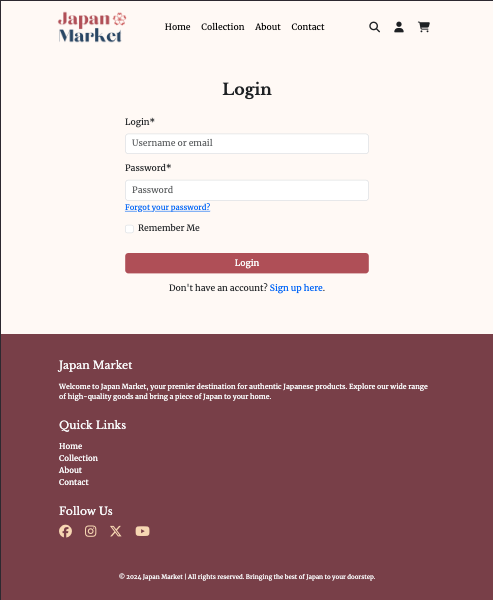 Japan
Market
Home Collection About Contact
Login
Login*
Username or email
Password*
Password
Forgot your password?
Remember Me
Login
Don't have an account? Sign up here.
Japan Market
Welcome to Japan Market, your premier destination for authentic Japanese products. Explore our wide range
of high-quality goods and bring a piece of Japan to your home.
Quick Links
Home
Collection
About
Contact
Follow Us
© 2024 Japan Market | All rights reserved. Bringing the best of Japan to your doorstep.